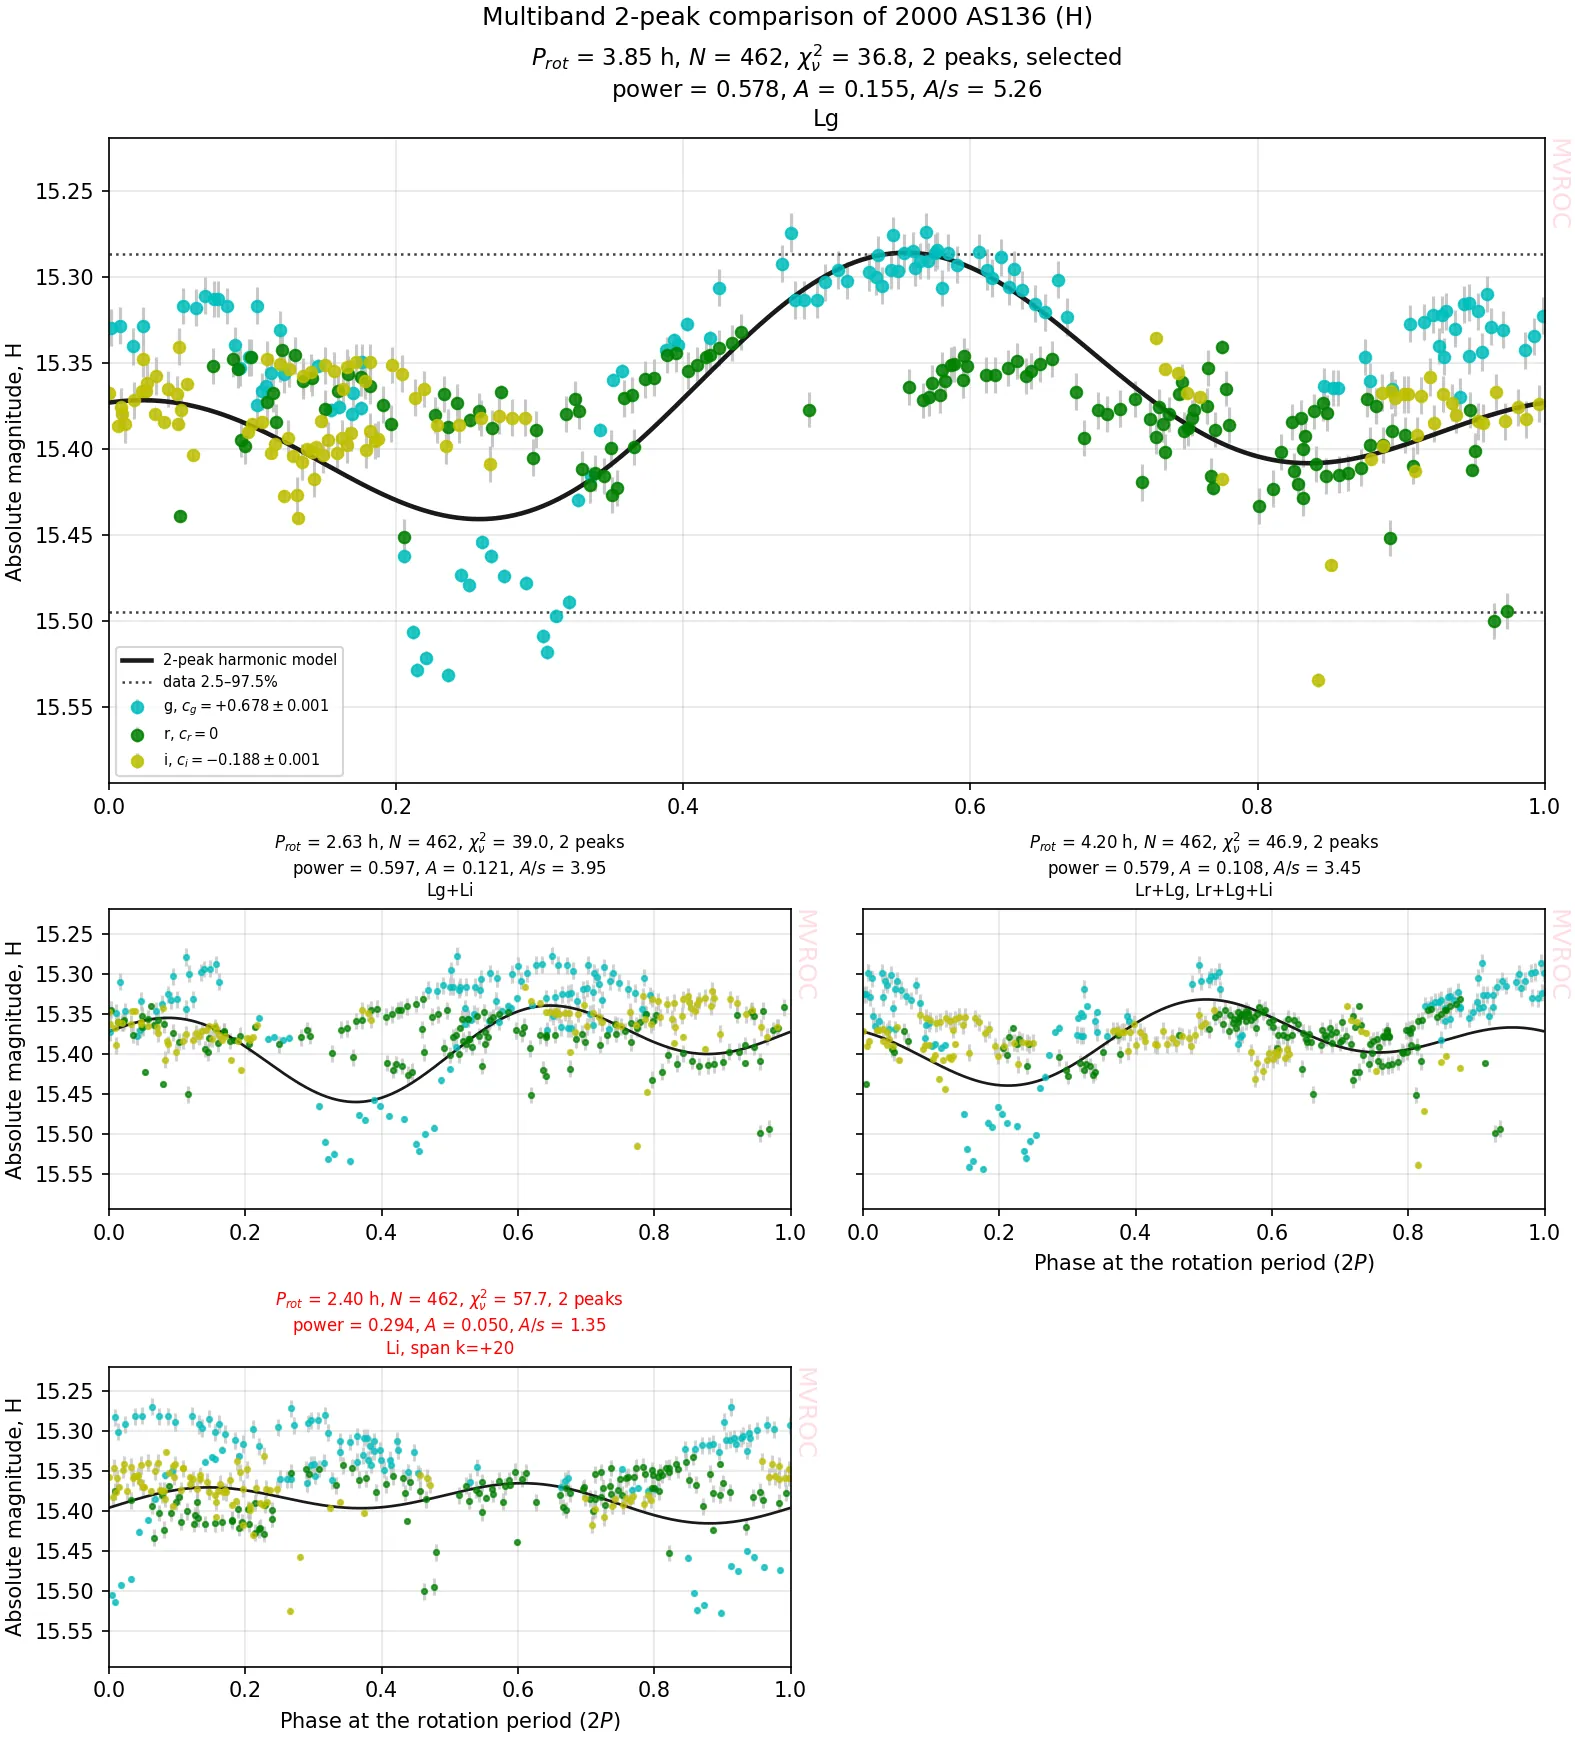 Multiband 2-peak comparison of 2000 AS136 (H)
P_rot = 3.85 h, N = 462, χ²_ν = 36.8, 2 peaks, selected
power = 0.578, A = 0.155, A/s = 5.26
Lg
MVROC
Absolute magnitude, H
15.25
15.30
15.35
15.40
15.45
15.50
15.55
2-peak harmonic model
data 2.5–97.5%
g, c_g = +0.678 ± 0.001
r, c_r = 0
i, c_i = −0.188 ± 0.001
0.0 0.2 0.4 0.6 0.8 1.0
P_rot = 2.63 h, N = 462, χ²_ν = 39.0, 2 peaks
power = 0.597, A = 0.121, A/s = 3.95
Lg+Li
MVROC
Absolute magnitude, H
15.25
15.30
15.35
15.40
15.45
15.50
15.55
0.0 0.2 0.4 0.6 0.8 1.0
P_rot = 4.20 h, N = 462, χ²_ν = 46.9, 2 peaks
power = 0.579, A = 0.108, A/s = 3.45
Lr+Lg, Lr+Lg+Li
MVROC
0.0 0.2 0.4 0.6 0.8 1.0
Phase at the rotation period (2P)
P_rot = 2.40 h, N = 462, χ²_ν = 57.7, 2 peaks
power = 0.294, A = 0.050, A/s = 1.35
Li, span k=+20
MVROC
Absolute magnitude, H
15.25
15.30
15.35
15.40
15.45
15.50
15.55
0.0 0.2 0.4 0.6 0.8 1.0
Phase at the rotation period (2P)